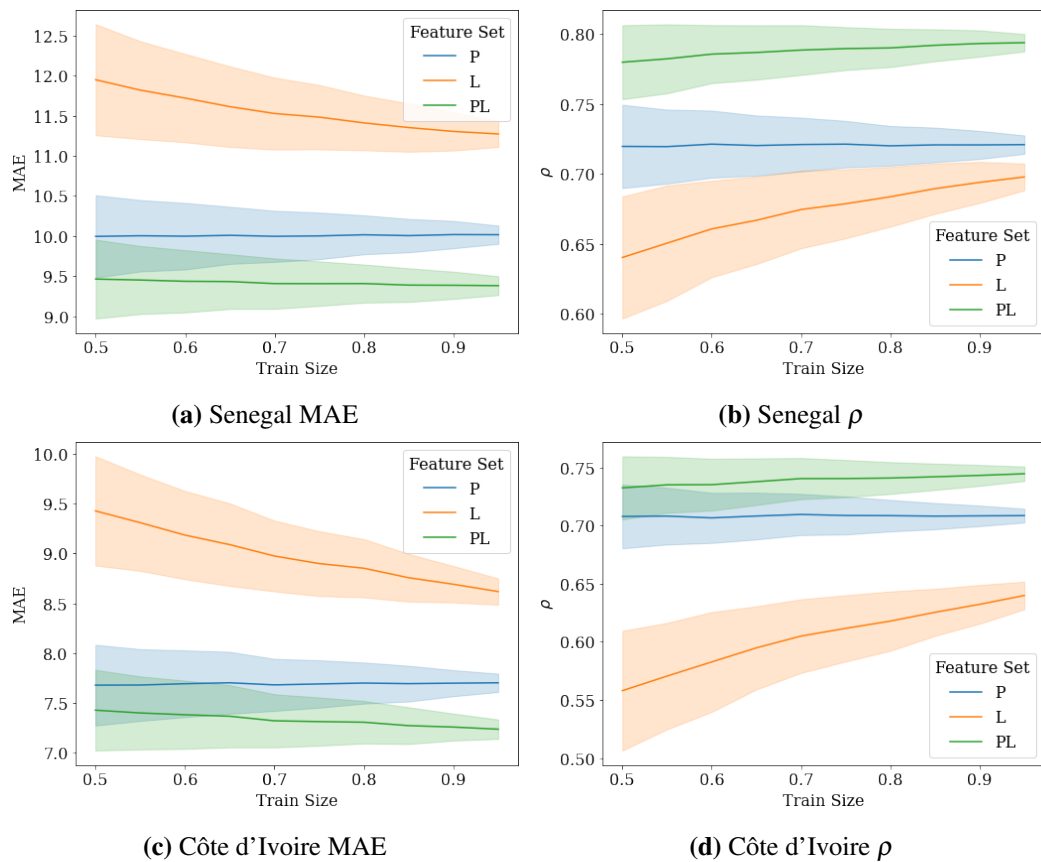 12.5
12.0
11.5
11.0
10.5
10.0
9.5
9.0
MAE
0.5 0.6 0.7 0.8 0.9
Train Size
Feature Set
P
L
PL
(a) Senegal MAE
0.80
0.75
0.70
0.65
0.60
ρ
0.5 0.6 0.7 0.8 0.9
Train Size
Feature Set
P
L
PL
(b) Senegal ρ
10.0
9.5
9.0
8.5
8.0
7.5
7.0
MAE
0.5 0.6 0.7 0.8 0.9
Train Size
Feature Set
P
L
PL
(c) Côte d'Ivoire MAE
0.75
0.70
0.65
0.60
0.55
0.50
ρ
0.5 0.6 0.7 0.8 0.9
Train Size
Feature Set
P
L
PL
(d) Côte d'Ivoire ρ